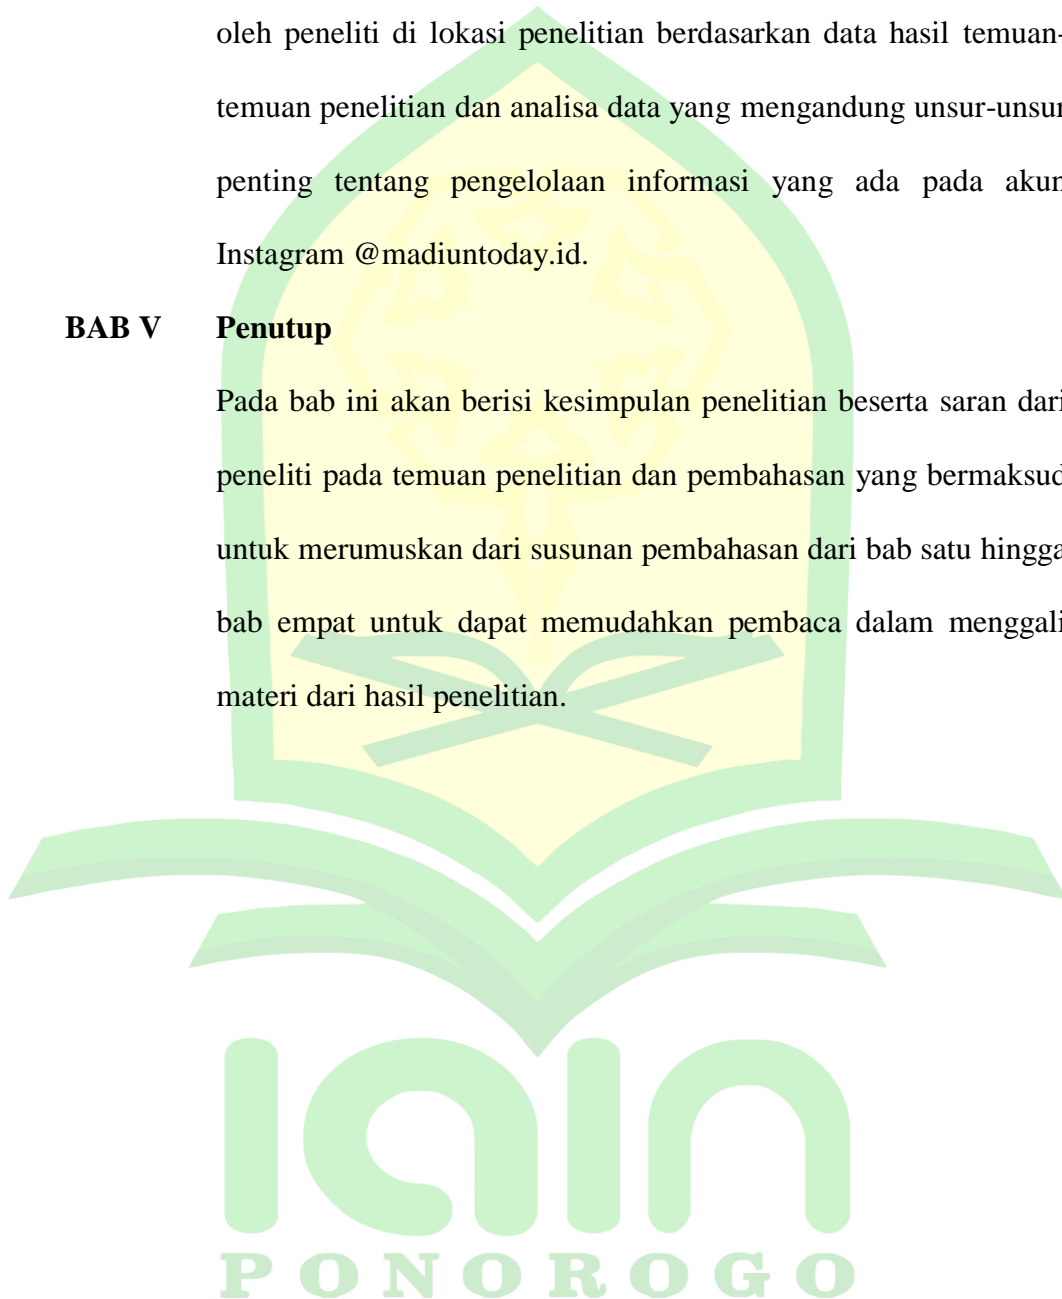 oleh peneliti di lokasi penelitian berdasarkan data hasil temuan-
temuan penelitian dan analisa data yang mengandung unsur-unsur
penting tentang pengelolaan informasi yang ada pada akun
Instagram @madiuntoday.id.
BAB V Penutup
Pada bab ini akan berisi kesimpulan penelitian beserta saran dari
peneliti pada temuan penelitian dan pembahasan yang bermaksud
untuk merumuskan dari susunan pembahasan dari bab satu hingga
bab empat untuk dapat memudahkan pembaca dalam menggali
materi dari hasil penelitian.
iain
PONOROGO